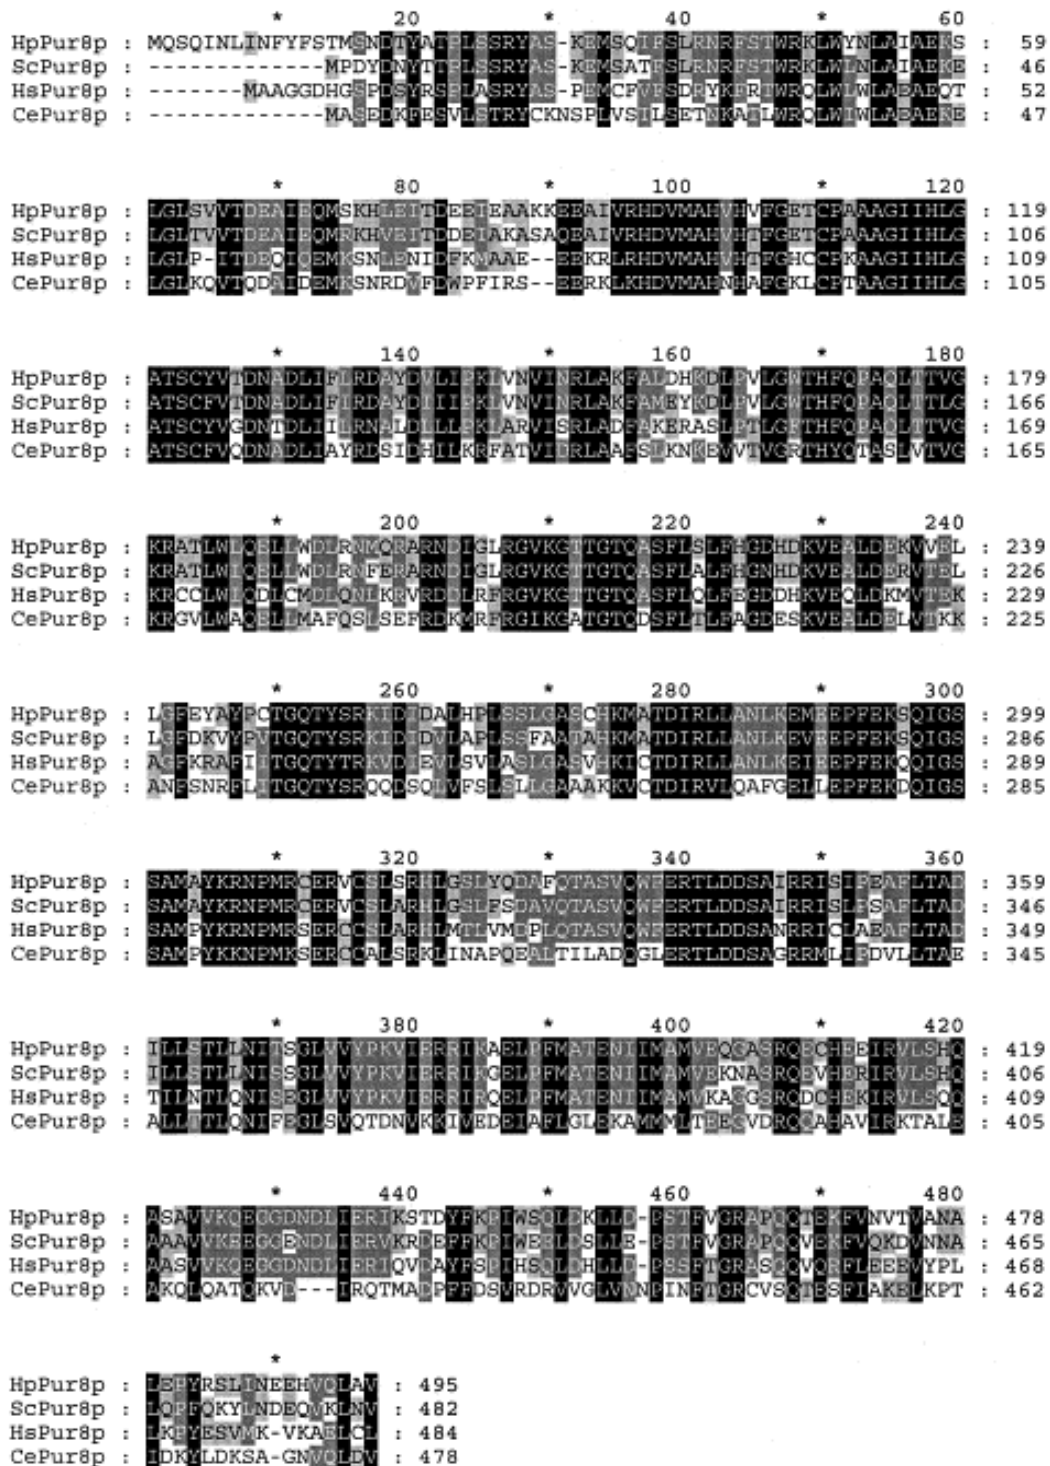 * 20 * 40 * 60
HpPur8p : MQSQINLINFYFSTMSNDTYATPLSSRYAS-KEMSQIFSLRNRFSTWRKLWYNLAIAEKS : 59
ScPur8p : -------------MPDYDNYTTPLSSRYAS-KEMSATFSLRNRFSTWRKLWLNLAIAEKE : 46
HsPur8p : -------MAAGGDHGSPDSYRSPLASRYAS-PEMCFVFSDRYKFRTWRQLWLWLAEAEQT : 52
CePur8p : -------------MASEDKFESVLSTRYCKNSPLVSILSETNKATLWRQLWIWLAEAEKE : 47
* 80 * 100 * 120
HpPur8p : LGLSVVTDEAIEQMSKHLEITDEEIEAAKKEEAIVRHDVMAHVHVFGETCPAAAGIIHLG : 119
ScPur8p : LGLTVVTDEAIEQMRKHVEITDDEIAKASAQEAIVRHDVMAHVHTFGETCPAAAGIIHLG : 106
HsPur8p : LGLP-ITDEQIQEMKSNLENIDFKMAAE--EEKRLRHDVMAHVHTFGHCCPKAAGIIHLG : 109
CePur8p : LGLKQVTQDAIDEMKSNRDVFDWPFIRS--EERKLKHDVMAHNHAFGKLCPTAAGIIHLG : 105
* 140 * 160 * 180
HpPur8p : ATSCYVTDNADLIFLRDAYDVLIPKLVNVINRLAKFALDHKDLPVLGWTHFQPAQLTTVG : 179
ScPur8p : ATSCFVTDNADLIFIRDAYDIIIPKLVNVINRLAKFAMEYKDLPVLGWTHFQPAQLTTLG : 166
HsPur8p : ATSCYVGDNTDLIILRNALDLLLPKLARVISRLADFAKERASLPTLGFTHFQPAQLTTVG : 169
CePur8p : ATSCFVQDNADLIAYRDSIDHILKRFATVIDRLAAFSLKNKEVVTVGRTHYQTASLVTVG : 165
* 200 * 220 * 240
HpPur8p : KRATLWLQELLWDLRNMQRARNDLGLRGVKGTTGTQASFLSLFHGDHDKVEALDEKVVEL : 239
ScPur8p : KRATLWIQELLWDLRNFERARNDIGLRGVKGTTGTQASFLALFHGNHDKVEALDERVTEL : 226
HsPur8p : KRCCLWIQDLCMDLQNLKRVRDDLRFRGVKGTTGTQASFLQLFEGDDHKVEQLDKMVTEK : 229
CePur8p : KRGVLWAQELLMAFQSLSEFRDKMRFRGIKGATGTQDSFLTLFAGDESKVEALDELVTKK : 225
* 260 * 280 * 300
HpPur8p : LGFEYAYPCTGQTYSRKIDIDALHPLSSLGASCHKMATDIRLLANLKEMEEPFEKSQIGS : 299
ScPur8p : LGFDKVYPVTGQTYSRKIDIDVLAPLSSFAATAHKMATDIRLLANLKEVEEPFEKSQIGS : 286
HsPur8p : AGFKRAFIITGQTYTRKVDIEVLSVLASLGASVHKICTDIRLLANLKEIEEPFEKQQIGS : 289
CePur8p : ANFSNRFLITGQTYSRQQDSQLVFSLSLLGAAAKKVCTDIRVLQAFGELLEPFEKDQIGS : 285
* 320 * 340 * 360
HpPur8p : SAMAYKRNPMRCERVCSLSRHLGSLYQDAFQTASVQWFERTLDDSAIRRISIPEAFLTAD : 359
ScPur8p : SAMAYKRNPMRCERVCSLARHLGSLFSDAVQTASVQWFERTLDDSAIRRISLPSAFLTAD : 346
HsPur8p : SAMPYKRNPMRSERCCSLARHLMTLVMDPLQTASVQWFERTLDDSANRRICLAEAFLTAD : 349
CePur8p : SAMPYKKNPMKSERCCALSRKLINAPQEALTILADQGLERTLDDSAGRRMLIPDVLLTAE : 345
* 380 * 400 * 420
HpPur8p : ILLSTLLNITSGLVVYPKVIERRIKAELPFMATENIIMAMVEQGASRQECHEEIRVLSHQ : 419
ScPur8p : ILLSTLLNISSGLVVYPKVIERRIKGELPFMATENIIMAMVEKNASRQEVHERIRVLSHQ : 406
HsPur8p : TILNTLQNISEGLVVYPKVIERRIRQELPFMATENIIMAMVKAGGSRQDCHEKIRVLSQQ : 409
CePur8p : ALLTTLQNIFEGLSVQTDNVKKIVEDEIAFLGLEKAMMMLTEEGVDRQQAHAVIRKTALE : 405
* 440 * 460 * 480
HpPur8p : ASAVVKQEGGDNDLIERIKSTDYFKPIWSQLDKLLD-PSTFVGRAPQQTEKFVNVTVANA : 478
ScPur8p : AAAVVKEEGGENDLIERVKRDEFFKPIWEELDSLLE-PSTFVGRAPQQVEKFVQKDVNNA : 465
HsPur8p : AASVVKQEGGDNDLIERIQVDAYFSPIHSQLDHLLD-PSSFTGRASQQVQRFLEEEVYPL : 468
CePur8p : AKQLQATQKVD---IRQTMADPFFDSVRDRVVGLVNNPINFTGRCVSQTESFIAKELKPT : 462
*
HpPur8p : LEPYRSLINEEHVQLAV : 495
ScPur8p : LQPFQKYLNDEQVKLNV : 482
HsPur8p : LKPYESVMK-VKAELCL : 484
CePur8p : IDKYLDKSA-GNVQLDV : 478